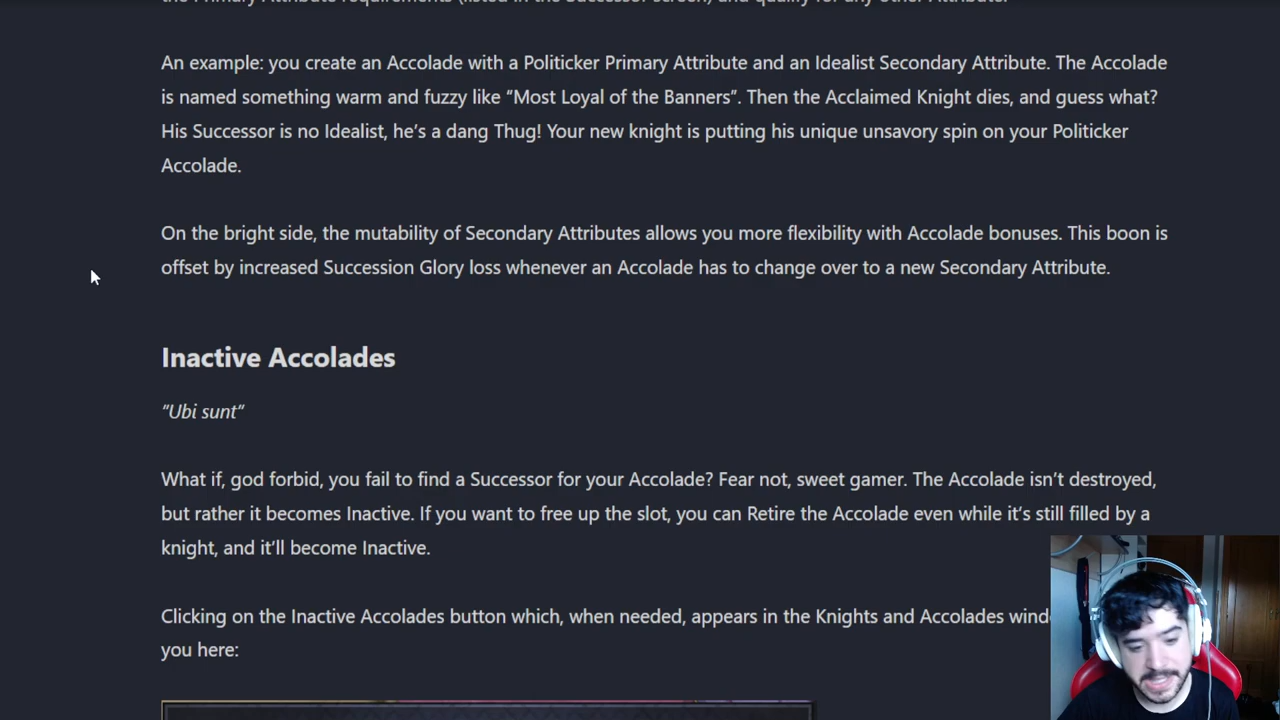 the Primary Attribute requirements (listed in the Successor screen) and qualify for any other Attribute.
An example: you create an Accolade with a Politicker Primary Attribute and an Idealist Secondary Attribute. The Accolade
is named something warm and fuzzy like “Most Loyal of the Banners”. Then the Acclaimed Knight dies, and guess what?
His Successor is no Idealist, he’s a dang Thug! Your new knight is putting his unique unsavory spin on your Politicker
Accolade.
On the bright side, the mutability of Secondary Attributes allows you more flexibility with Accolade bonuses. This boon is
offset by increased Succession Glory loss whenever an Accolade has to change over to a new Secondary Attribute.
Inactive Accolades
“Ubi sunt”
What if, god forbid, you fail to find a Successor for your Accolade? Fear not, sweet gamer. The Accolade isn’t destroyed,
but rather it becomes Inactive. If you want to free up the slot, you can Retire the Accolade even while it’s still filled by a
knight, and it’ll become Inactive.
Clicking on the Inactive Accolades button which, when needed, appears in the Knights and Accolades
you here: